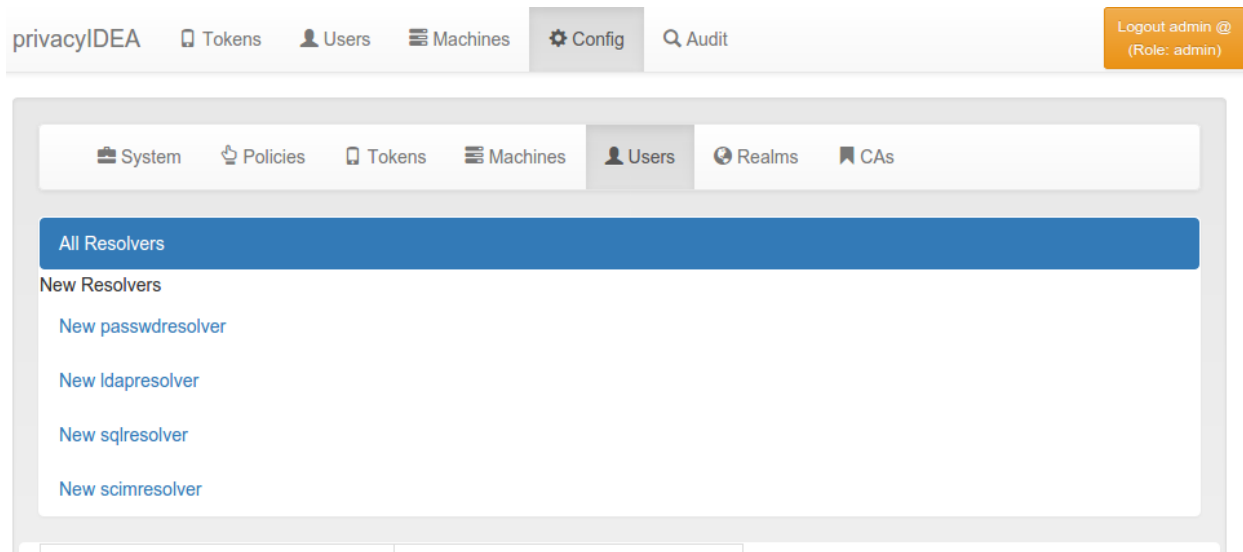 privacyIDEA Tokens Users Machines Config Audit
Logout admin @
(Role: admin)
System Policies Tokens Machines Users Realms CAs
All Resolvers
New Resolvers
New passwdresolver
New ldapresolver
New sqlresolver
New scimresolver